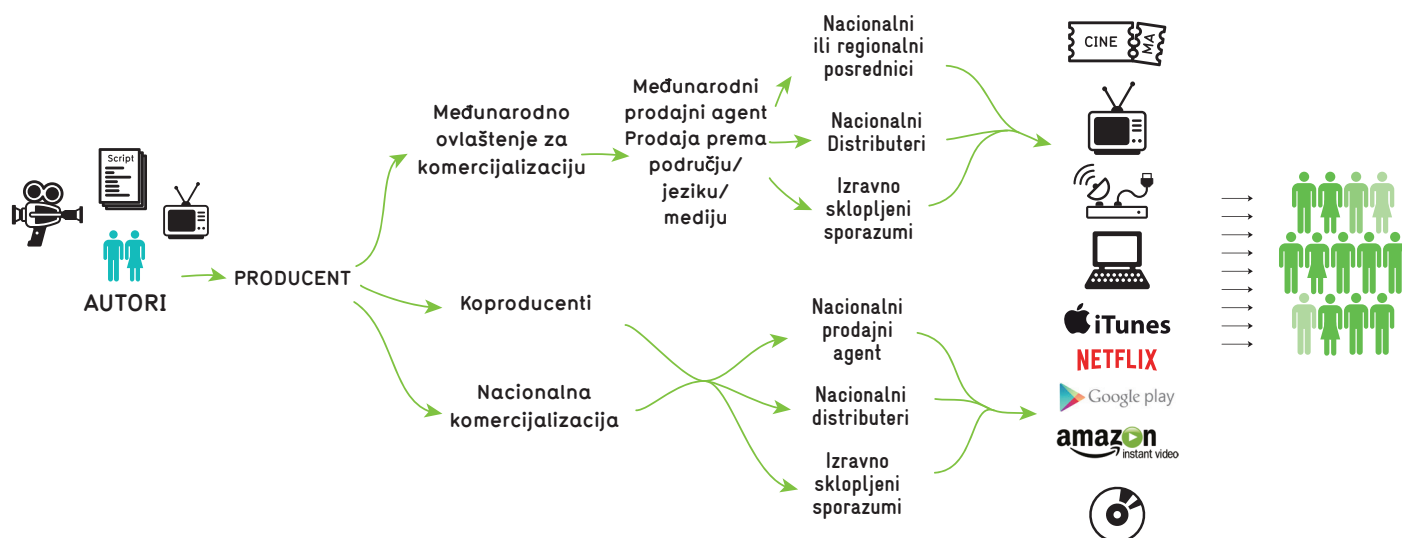 Script
AUTORI
PRODUCENT
Međunarodno
ovlaštenje za
komercijalizaciju
Međunarodni
prodajni agent
Prodaja prema
području/
jeziku/
mediju
Nacionalni
ili regionalni
posrednici
Nacionalni
Distributeri
Izravno
sklopljeni
sporazumi
Koproducenti
Nacionalna
komercijalizacija
Nacionalni
prodajni
agent
Nacionalni
distributeri
Izravno
sklopljeni
sporazumi
CINE MA
iTunes
NETFLIX
Google play
amazon
instant video